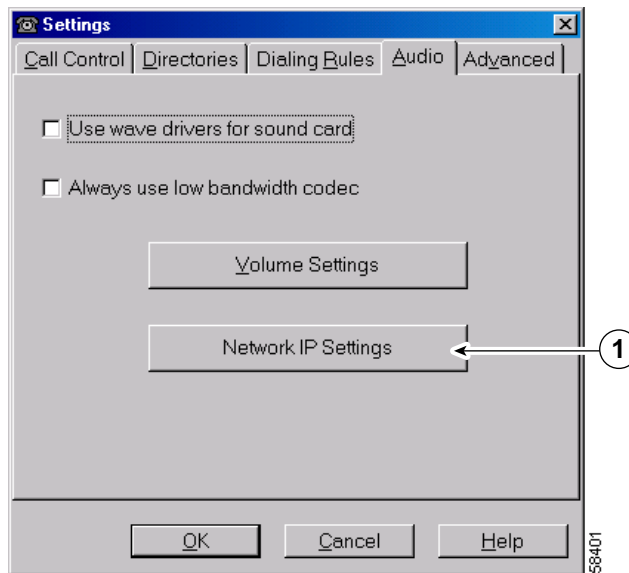 Settings
Call Control Directories Dialing Rules Audio Advanced
Use wave drivers for sound card
Always use low bandwidth codec
Volume Settings
Network IP Settings
1
OK Cancel Help
58401